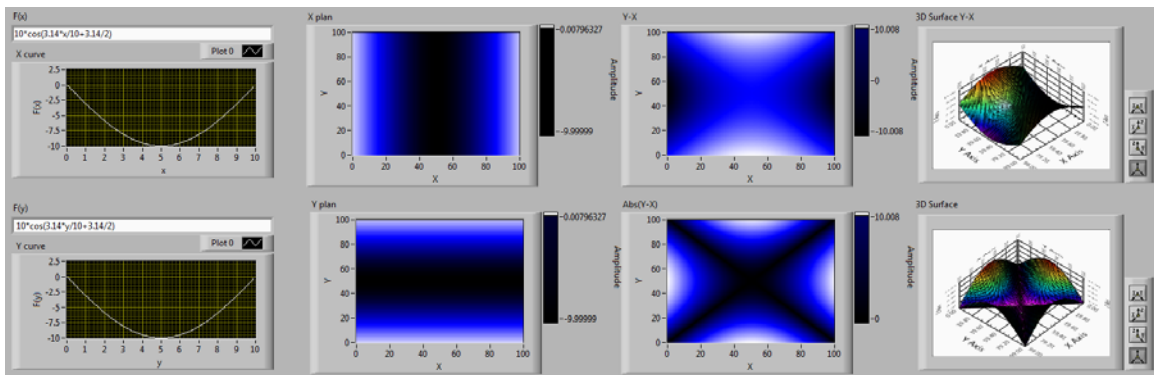 F(x)
10*cos(3.14*x/10+3.14/2)
Plot 0
X curve
2.5
0
-2.5
-5
-7.5
-10
F(x)
0 1 2 3 4 5 6 7 8 9 10
x
X plan
100
80
60
40
20
0
Y
0 20 40 60 80 100
X
-0.00796327
-9.99999
Amplitude
Y-X
100
80
60
40
20
0
Y
0 20 40 60 80 100
X
10.008
0
-10.008
Amplitude
3D Surface Y-X
Y Axis
X Axis
F(y)
10*cos(3.14*y/10+3.14/2)
Plot 0
Y curve
2.5
0
-2.5
-5
-7.5
-10
F(y)
0 1 2 3 4 5 6 7 8 9 10
y
Y plan
100
80
60
40
20
0
Y
0 20 40 60 80 100
X
-0.00796327
-9.99999
Amplitude
Abs(Y-X)
100
80
60
40
20
0
Y
0 20 40 60 80 100
X
10.008
0
Amplitude
3D Surface
Y Axis
X Axis